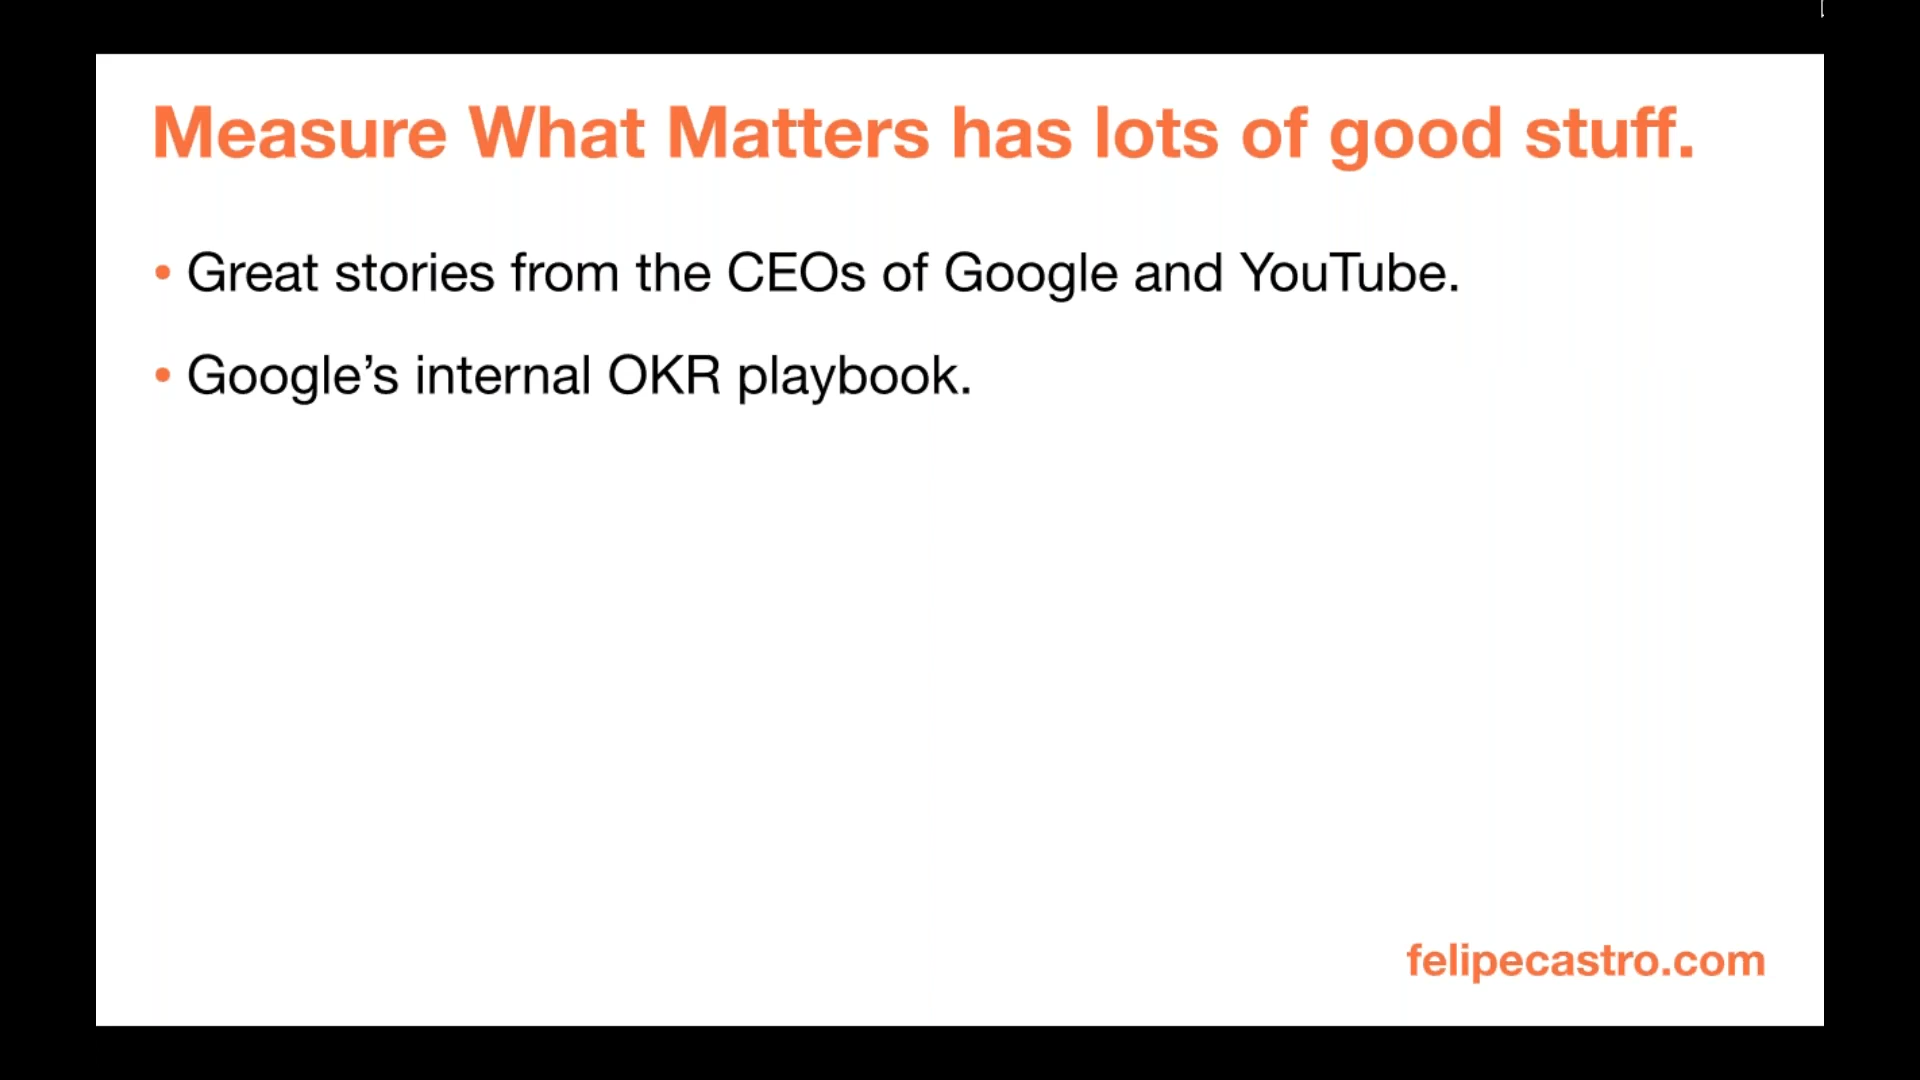 Measure What Matters has lots of good stuff.
• Great stories from the CEOs of Google and YouTube.
• Google’s internal OKR playbook.
felipecastro.com